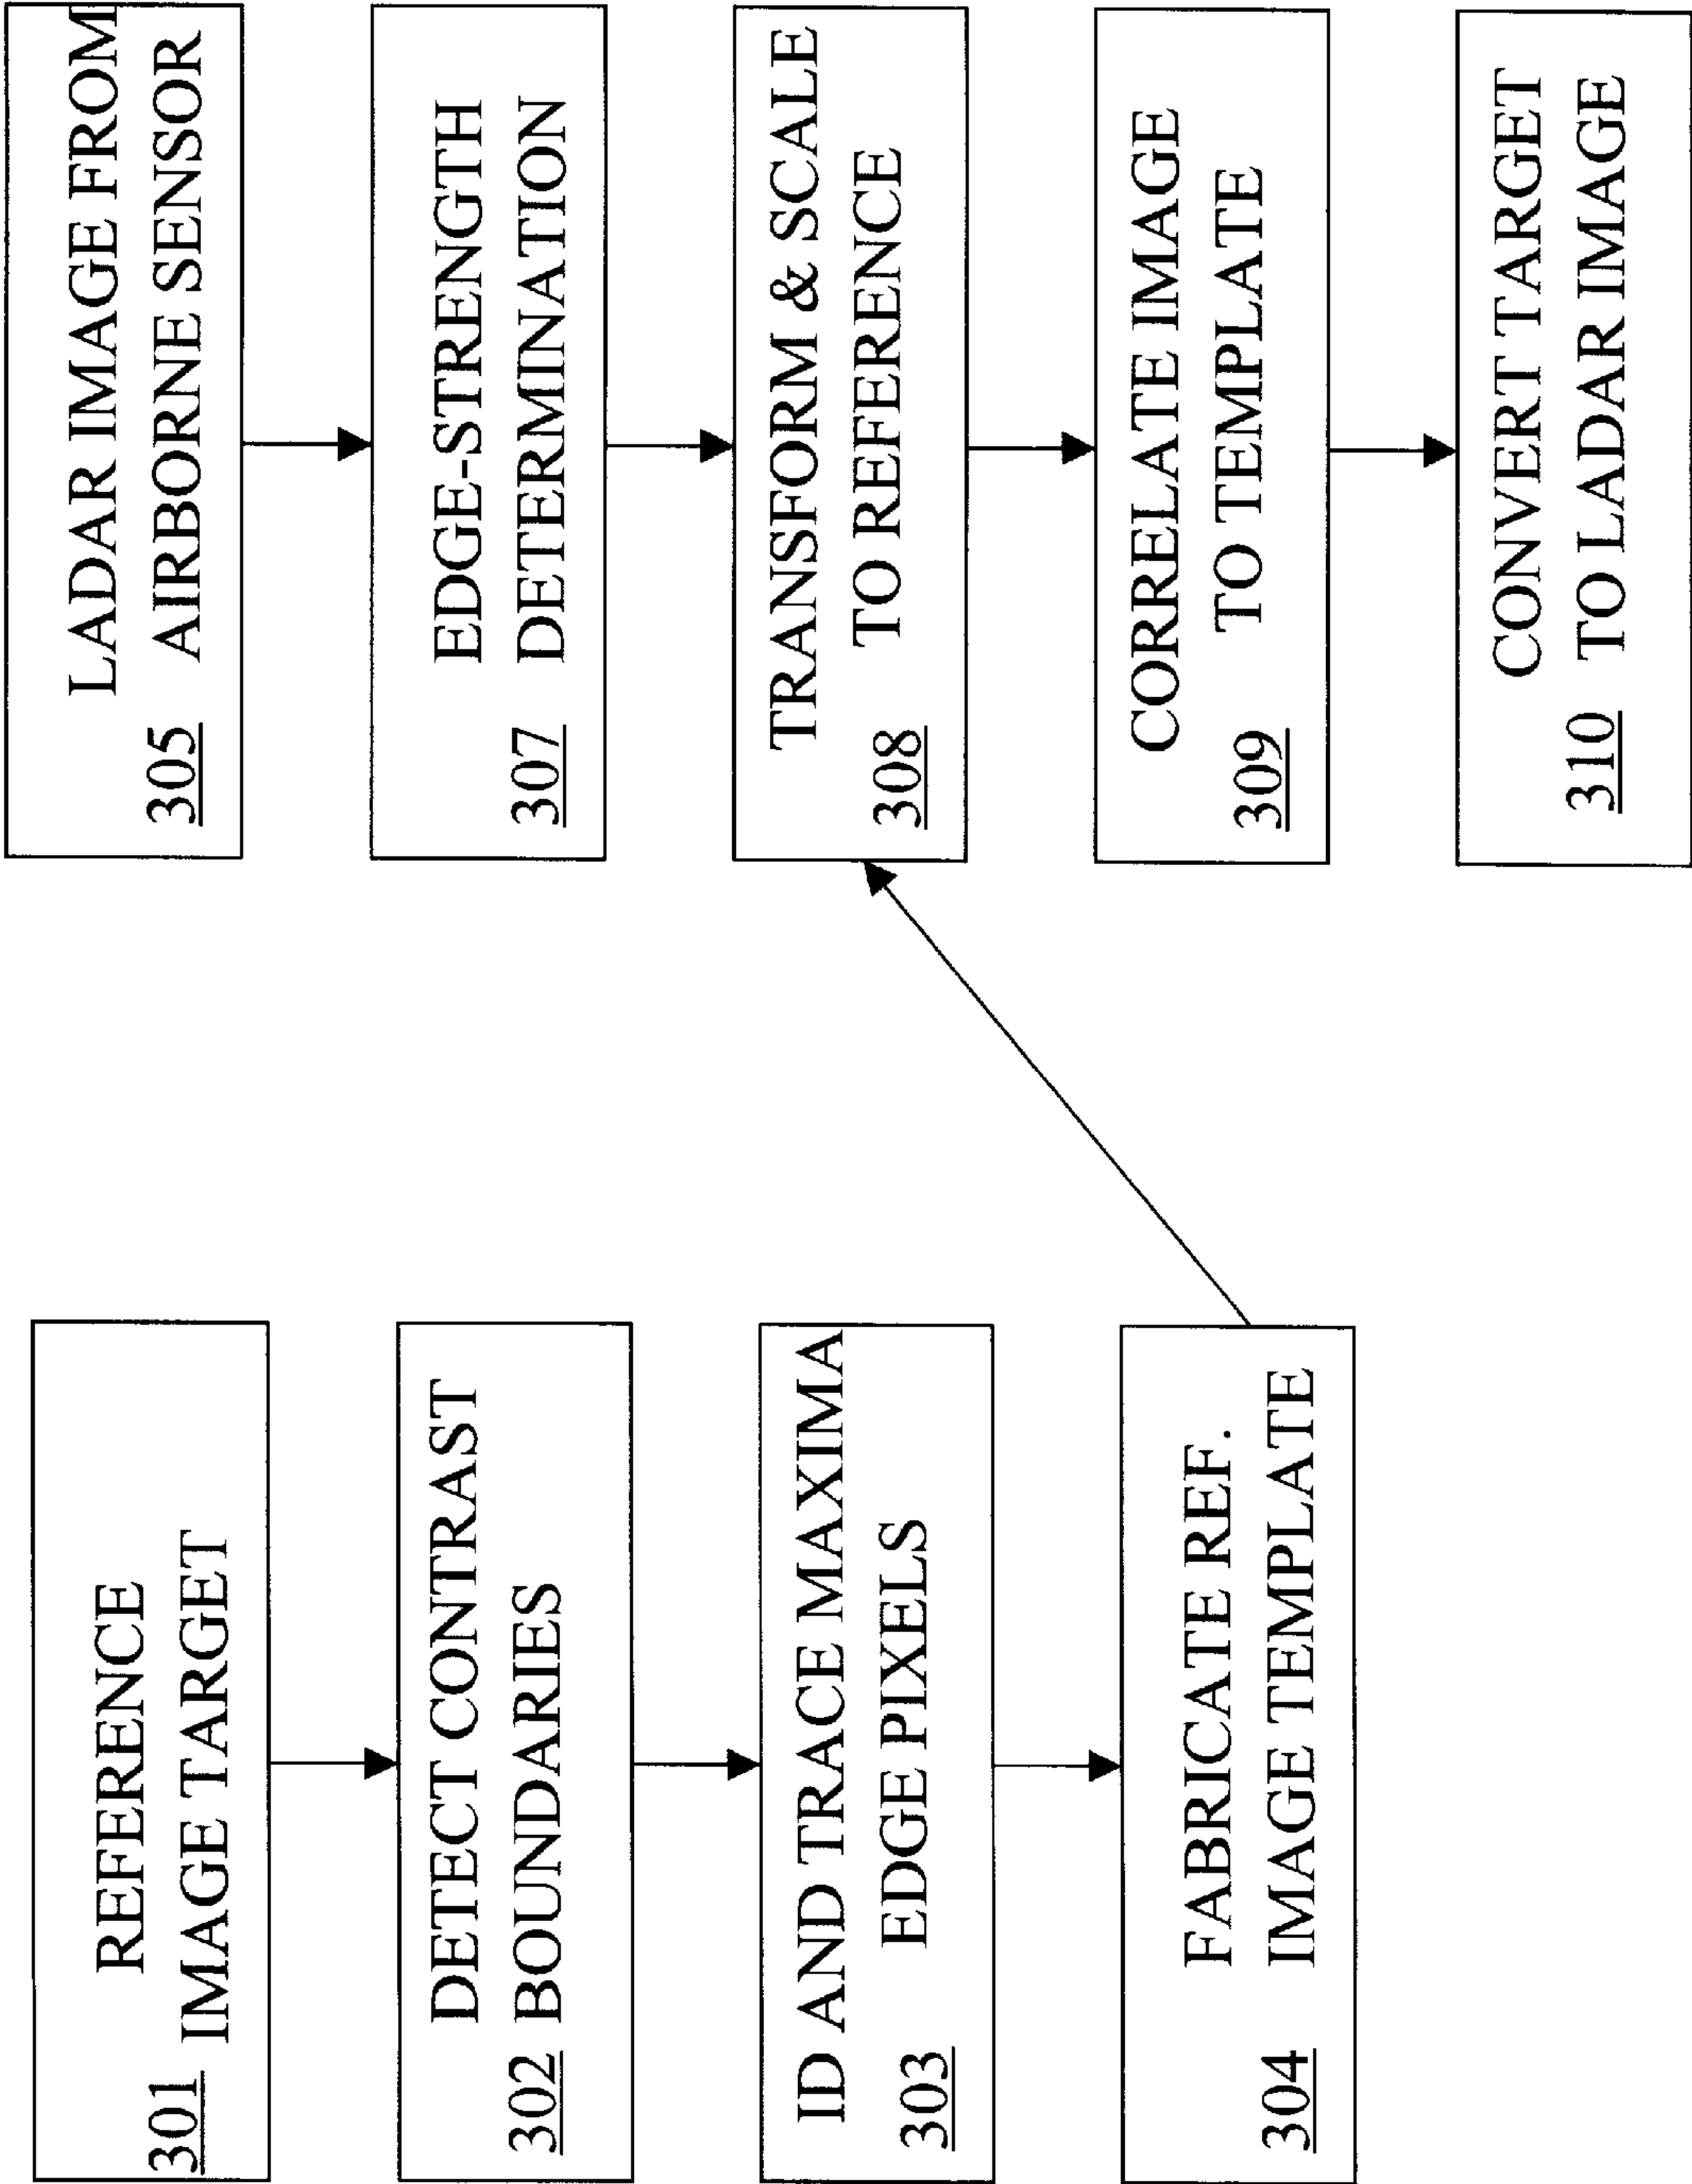 REFERENCE
301 IMAGE TARGET
DETECT CONTRAST
302 BOUNDARIES
ID AND TRACE MAXIMA
303 EDGE PIXELS
FABRICATE REF.
304 IMAGE TEMPLATE
LADAR IMAGE FROM
305 AIRBORNE SENSOR
EDGE-STRENGTH
307 DETERMINATION
TRANSFORM & SCALE
308 TO REFERENCE
CORRELATE IMAGE
309 TO TEMPLATE
CONVERT TARGET
310 TO LADAR IMAGE